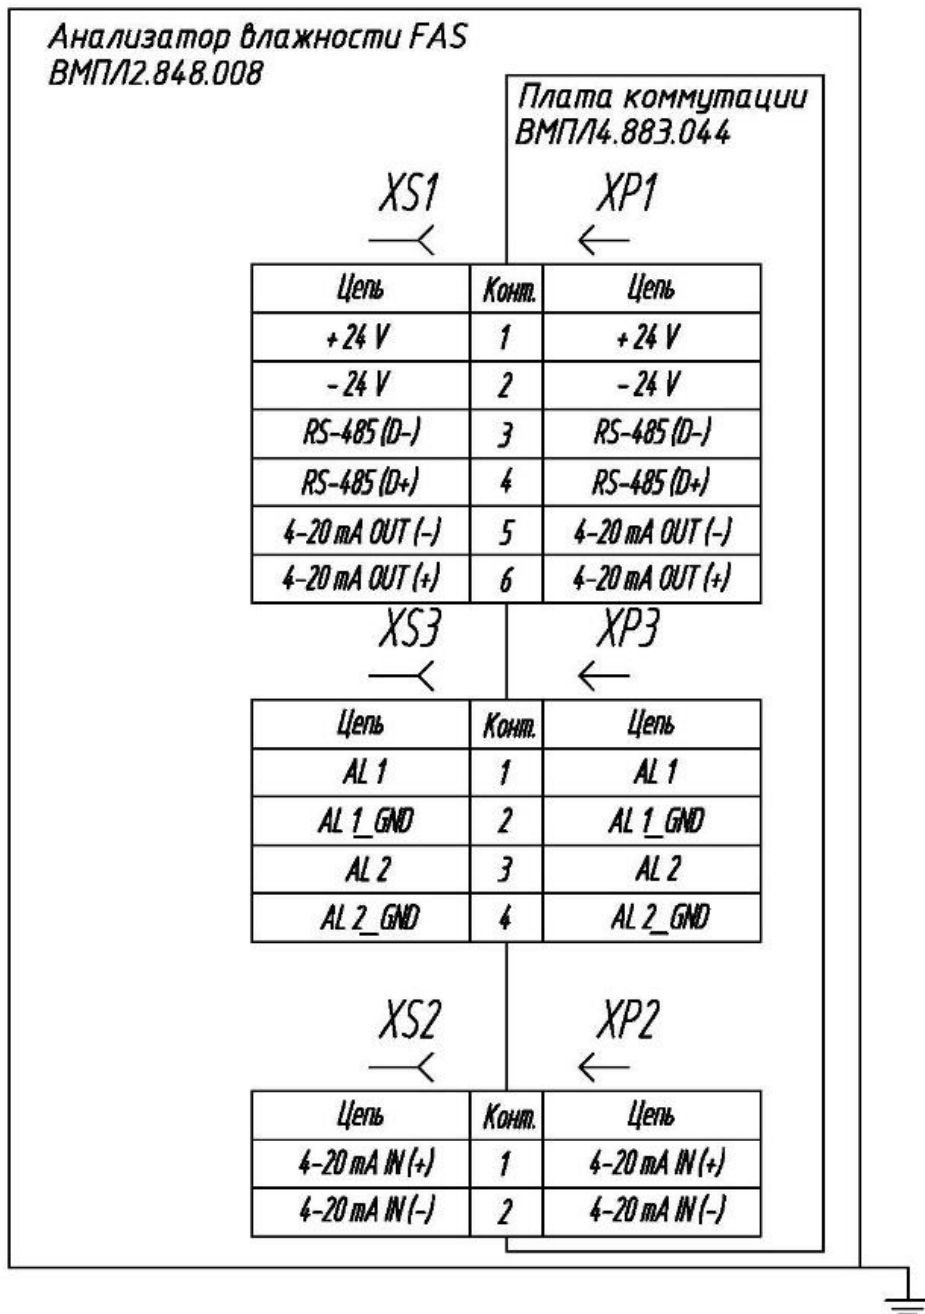 Анализатор влажности FAS
ВМПЛ2.848.008
Плата коммутации
ВМПЛ4.883.044
XS1 XP1
Цепь Конт. Цепь
+24 V 1 +24 V
-24 V 2 -24 V
RS-485 (D-) 3 RS-485 (D-)
RS-485 (D+) 4 RS-485 (D+)
4-20 mA OUT (-) 5 4-20 mA OUT (-)
4-20 mA OUT (+) 6 4-20 mA OUT (+)
XS3 XP3
Цепь Конт. Цепь
AL 1 1 AL 1
AL 1_GND 2 AL 1_GND
AL 2 3 AL 2
AL 2_GND 4 AL 2_GND
XS2 XP2
Цепь Конт. Цепь
4-20 mA IN (+) 1 4-20 mA IN (+)
4-20 mA IN (-) 2 4-20 mA IN (-)